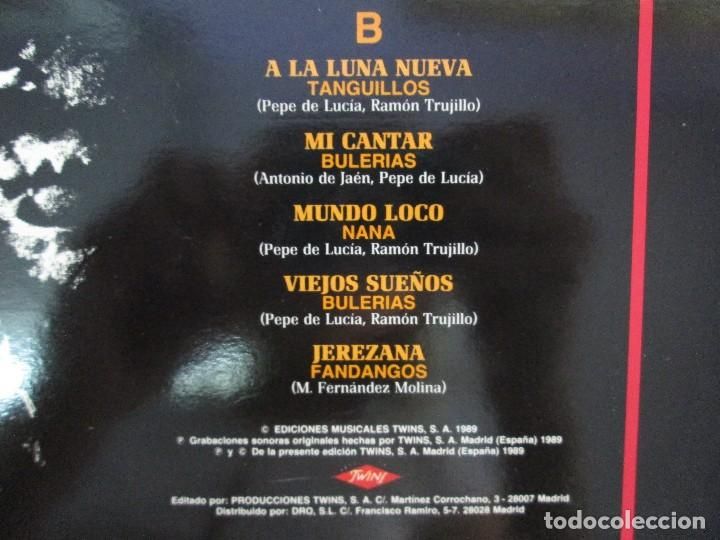 B
A LA LUNA NUEVA
TANGUILLOS
(Pepe de Lucía, Ramón Trujillo)
MI CANTAR
BULERIAS
(Antonio de Jaén, Pepe de Lucía)
MUNDO LOCO
NANA
(Pepe de Lucía, Ramón Trujillo)
VIEJOS SUEÑOS
BULERIAS
(Pepe de Lucía, Ramón Trujillo)
JEREZANA
FANDANGOS
(M. Fernández Molina)
© EDICIONES MUSICALES TWINS, S. A. 1989
℗ Grabaciones sonoras originales hechas por TWINS, S. A. Madrid (España) 1989
℗ y © De la presente edición TWINS, S. A. Madrid (España) 1989
TWINS
Editado por: PRODUCCIONES TWINS, S. A. C/. Martínez Corrochano, 3 - 28007 Madrid
Distribuido por: DRO, S.L. C/. Francisco Ramiro, 5-7. 28028 Madrid
todocoleccion